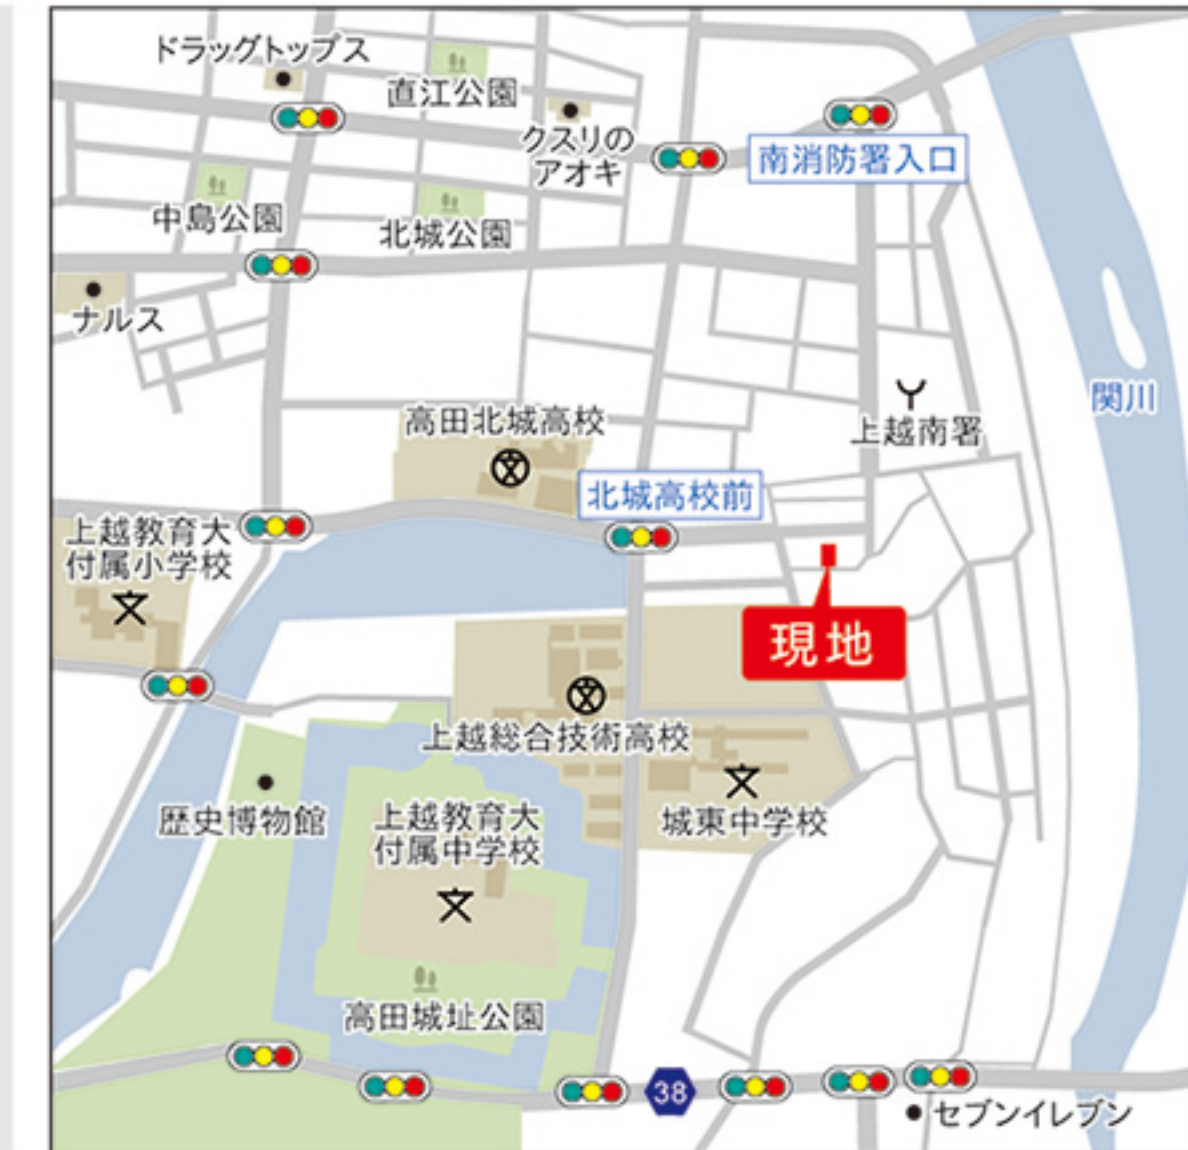 ドラッグトップス
直江公園
クスリの
アオキ
南消防署入口
中島公園
北城公園
ナルス
関川
上越南署
高田北城高校
北城高校前
上越教育大
付属小学校
現地
上越総合技術高校
歴史博物館
上越教育大
付属中学校
城東中学校
高田城址公園
38
セブンイレブン